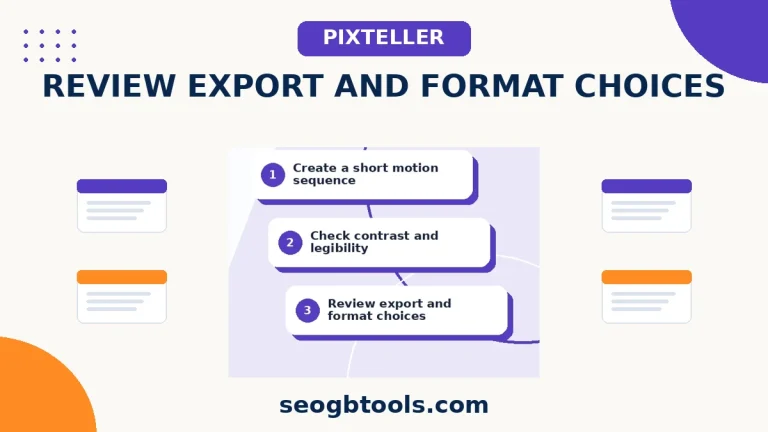 PIXTELLER
REVIEW EXPORT AND FORMAT CHOICES
1
Create a short motion
sequence
2
Check contrast and
legibility
3
Review export and
format choices
seogbtools.com